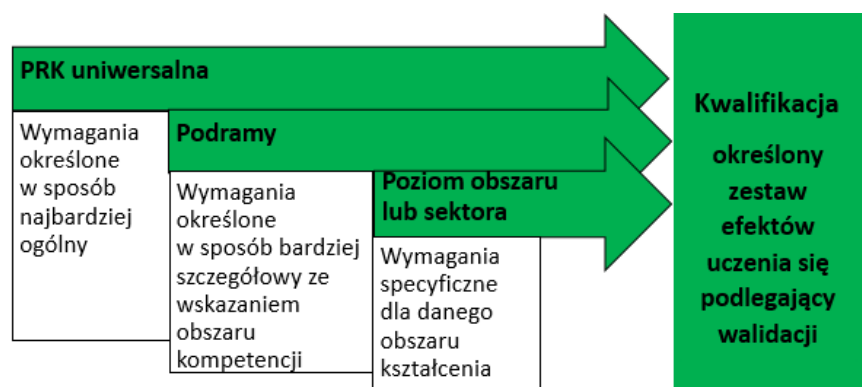 PRK uniwersalna
Wymagania
określone
w sposób
najbardziej
ogólny
Podramy
Wymagania
określone
w sposób bardziej
szczegółowy ze
wskazaniem
obszaru
kompetencji
Poziom obszaru
lub sektora
Wymagania
specyficzne
dla danego
obszaru
kształcenia
Kwalifikacja
określony
zestaw
efektów
uczenia się
podlegający
walidacji